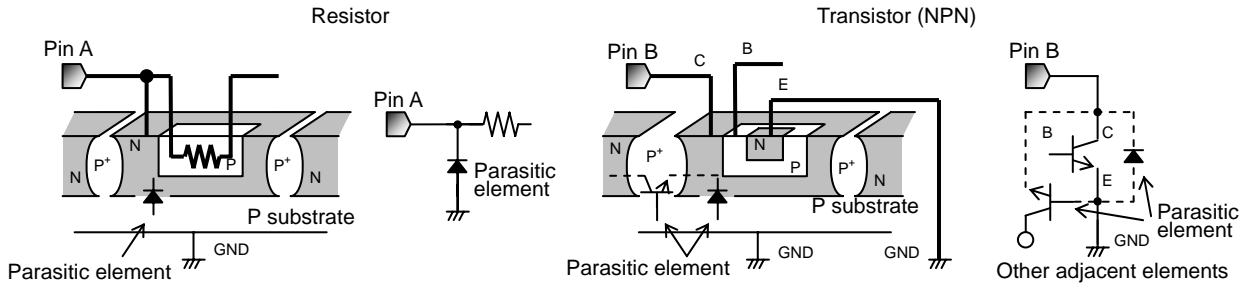 Resistor
Pin A
N
P+
N
P
P+
N
P substrate
GND
Parasitic element
Pin A
Parasitic
element
Transistor (NPN)
Pin B
C
B
E
N
P+
N
P
P+
N
P substrate
GND
GND
Parasitic element
Pin B
B
C
E
GND
Parasitic
element
Other adjacent elements